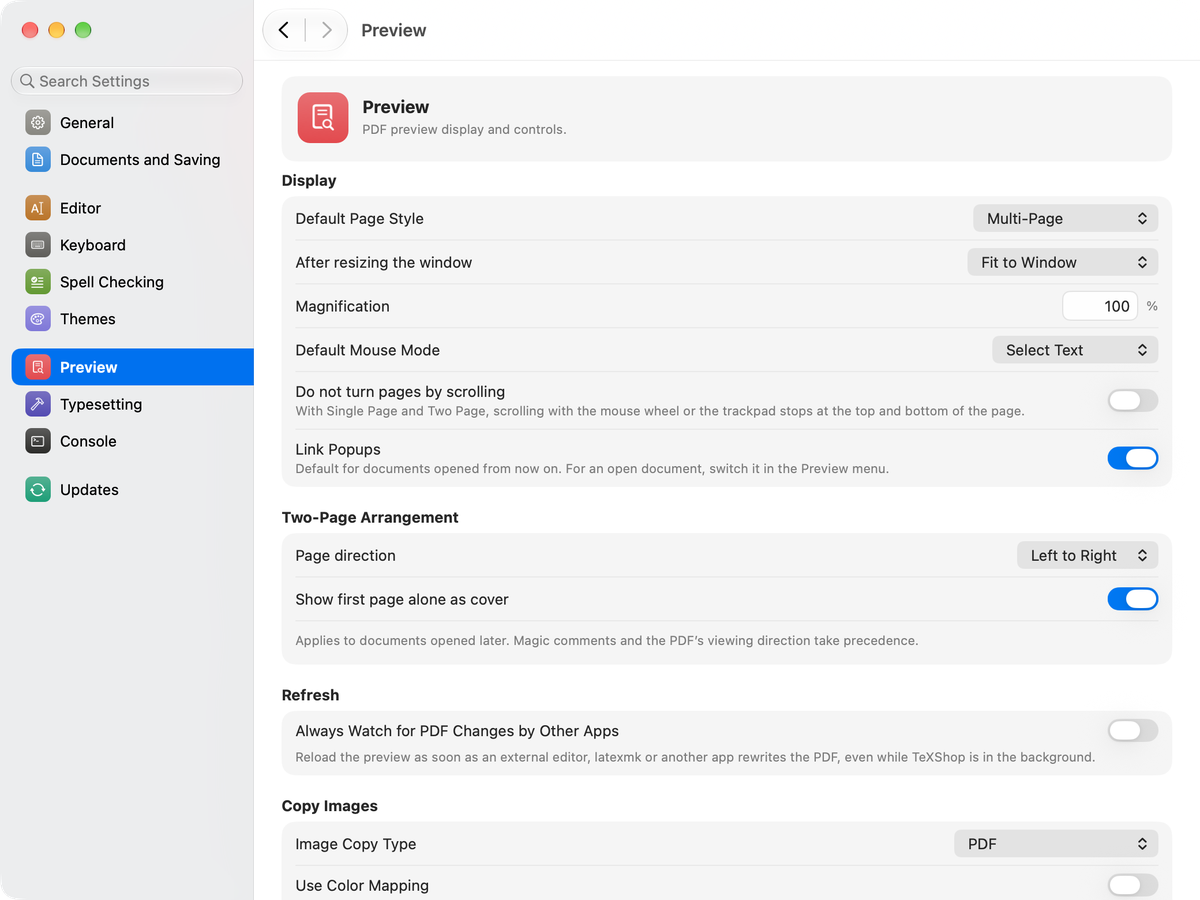 Preview
Search Settings
General
Documents and Saving
Editor
Keyboard
Spell Checking
Themes
Preview
Typesetting
Console
Updates
Preview
PDF preview display and controls.
Display
Default Page Style
Multi-Page
After resizing the window
Fit to Window
Magnification
100 %
Default Mouse Mode
Select Text
Do not turn pages by scrolling
With Single Page and Two Page, scrolling with the mouse wheel or the trackpad stops at the top and bottom of the page.
Link Popups
Default for documents opened from now on. For an open document, switch it in the Preview menu.
Two-Page Arrangement
Page direction
Left to Right
Show first page alone as cover
Applies to documents opened later. Magic comments and the PDF’s viewing direction take precedence.
Refresh
Always Watch for PDF Changes by Other Apps
Reload the preview as soon as an external editor, latexmk or another app rewrites the PDF, even while TeXShop is in the background.
Copy Images
Image Copy Type
PDF
Use Color Mapping